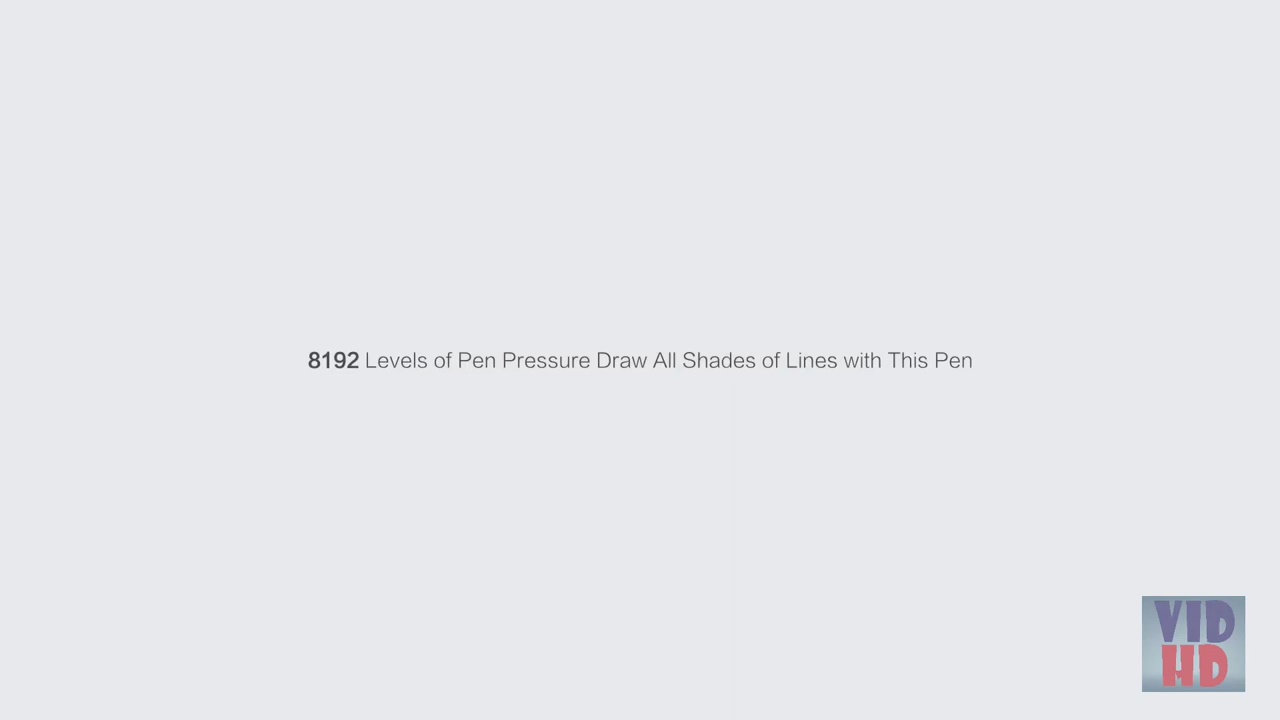 8192 Levels of Pen Pressure Draw All Shades of Lines with This Pen
VID
HD